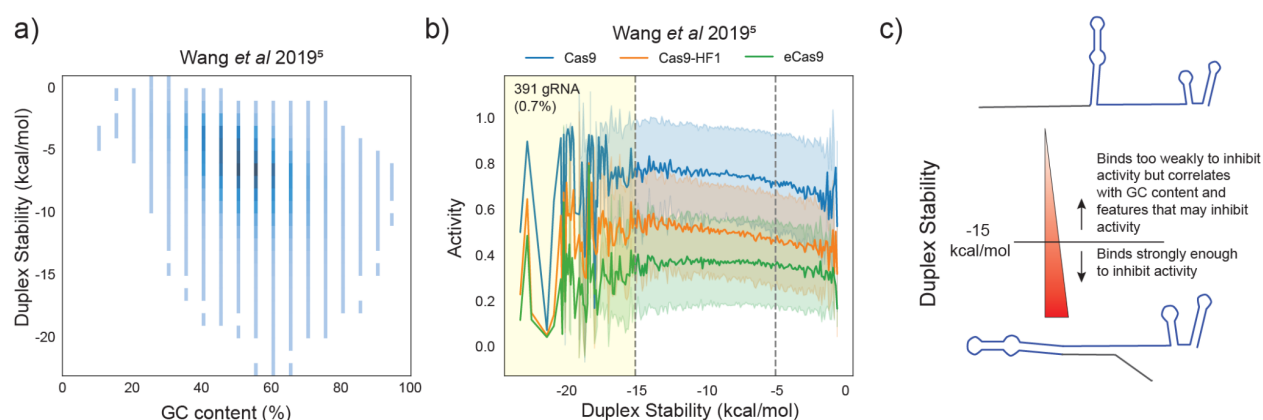 a)
Wang et al 2019⁵
Duplex Stability (kcal/mol)
0
-5
-10
-15
-20
0
20
40
60
80
100
GC content (%)
b)
Wang et al 2019⁵
Cas9
Cas9-HF1
eCas9
391 gRNA
(0.7%)
Activity
1.0
0.8
0.6
0.4
0.2
0.0
-20
-15
-10
-5
0
Duplex Stability (kcal/mol)
c)
Duplex Stability
-15
kcal/mol
Binds too weakly to inhibit
activity but correlates
with GC content and
features that may inhibit
activity
Binds strongly enough
to inhibit activity